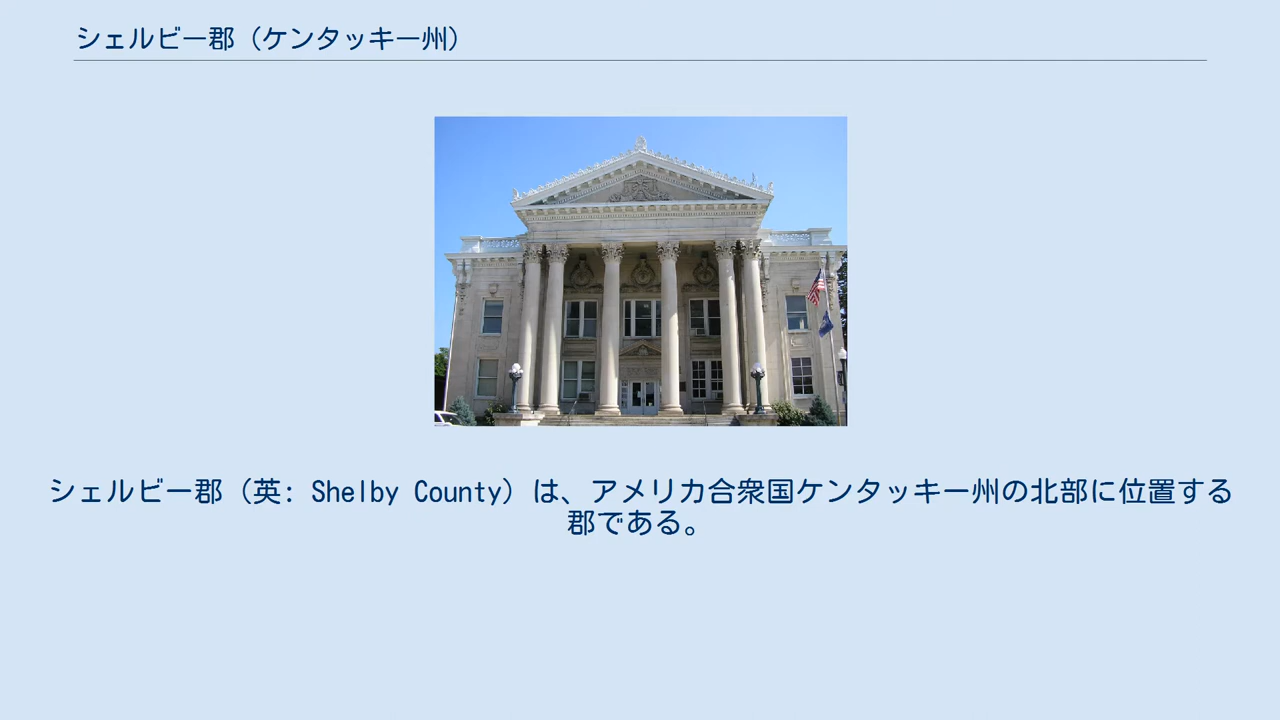 シェルビー郡（ケンタッキー州）
シェルビー郡（英: Shelby County）は、アメリカ合衆国ケンタッキー州の北部に位置する
郡である。